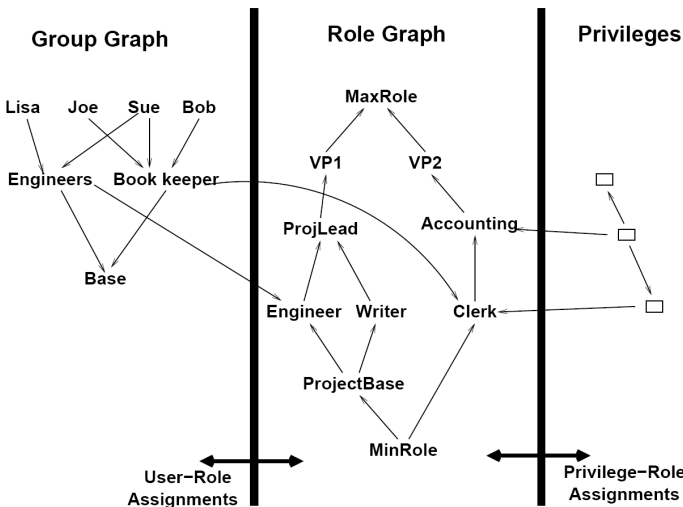 Group Graph
Role Graph
Privileges
Lisa
Joe
Sue
Bob
MaxRole
Engineers
Book keeper
VP1
VP2
ProjLead
Accounting
Base
Engineer
Writer
Clerk
ProjectBase
MinRole
User−Role
Assignments
Privilege−Role
Assignments